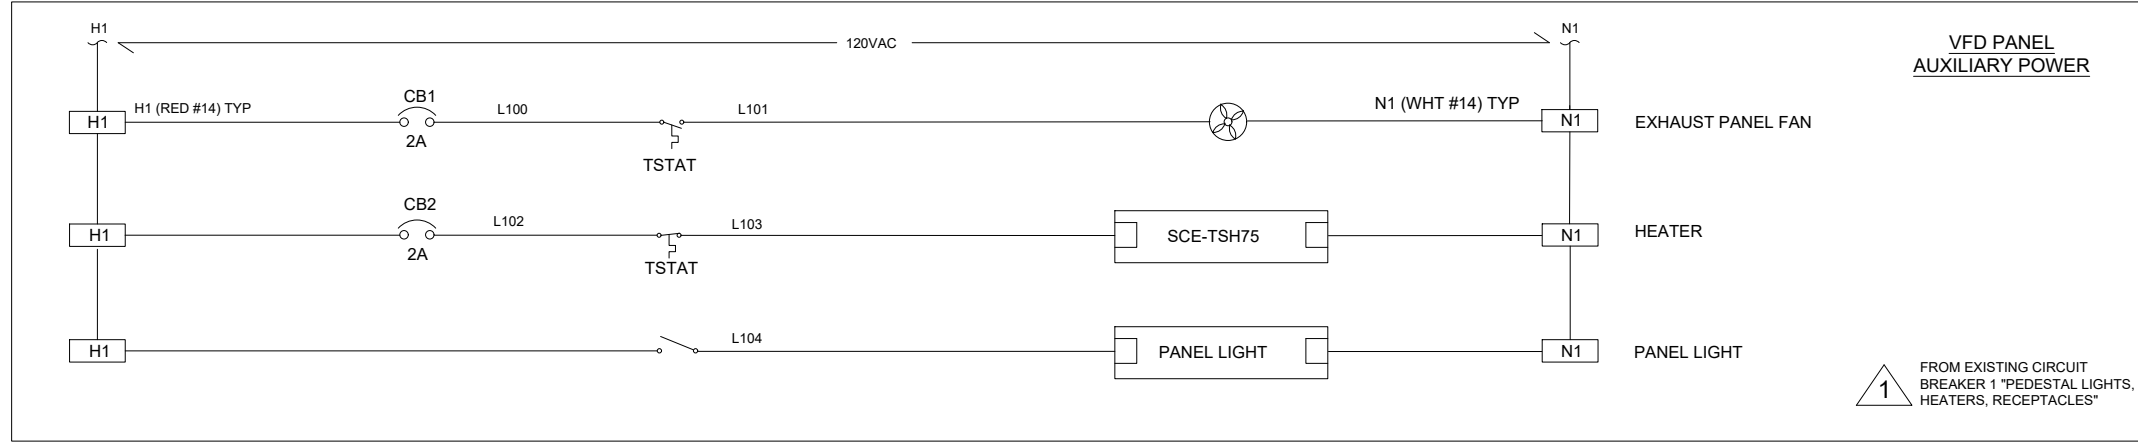 H1
120VAC
N1
VFD PANEL
AUXILIARY POWER
H1
H1 (RED #14) TYP
CB1
2A
L100
TSTAT
L101
N1 (WHT #14) TYP
N1
EXHAUST PANEL FAN
H1
CB2
2A
L102
TSTAT
L103
SCE-TSH75
N1
HEATER
H1
L104
PANEL LIGHT
N1
PANEL LIGHT
1
FROM EXISTING CIRCUIT
BREAKER 1 "PEDESTAL LIGHTS,
HEATERS, RECEPTACLES"